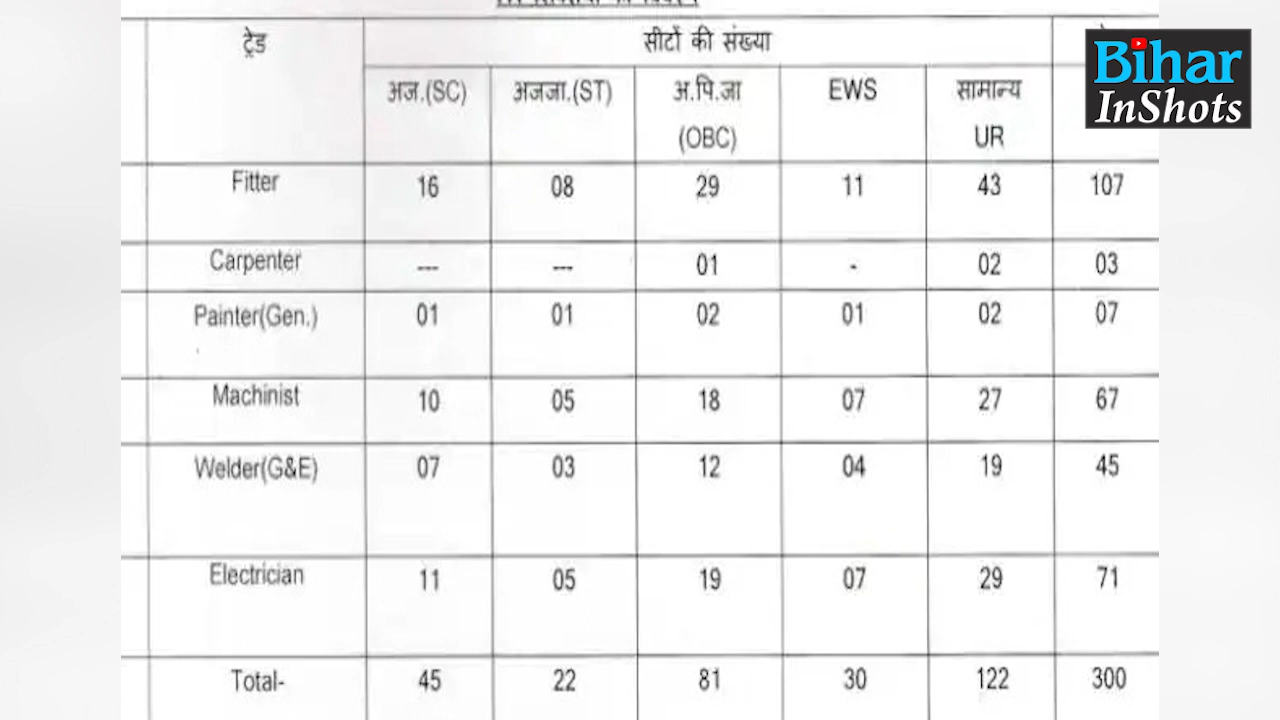 ट्रेड सीटों की संख्या
Bihar
InShots
अज.(SC) अजजा.(ST) अ.पि.जा EWS सामान्य
(OBC) UR
Fitter 16 08 29 11 43 107
Carpenter --- --- 01 - 02 03
Painter(Gen.) 01 01 02 01 02 07
Machinist 10 05 18 07 27 67
Welder(G&E) 07 03 12 04 19 45
Electrician 11 05 19 07 29 71
Total- 45 22 81 30 122 300